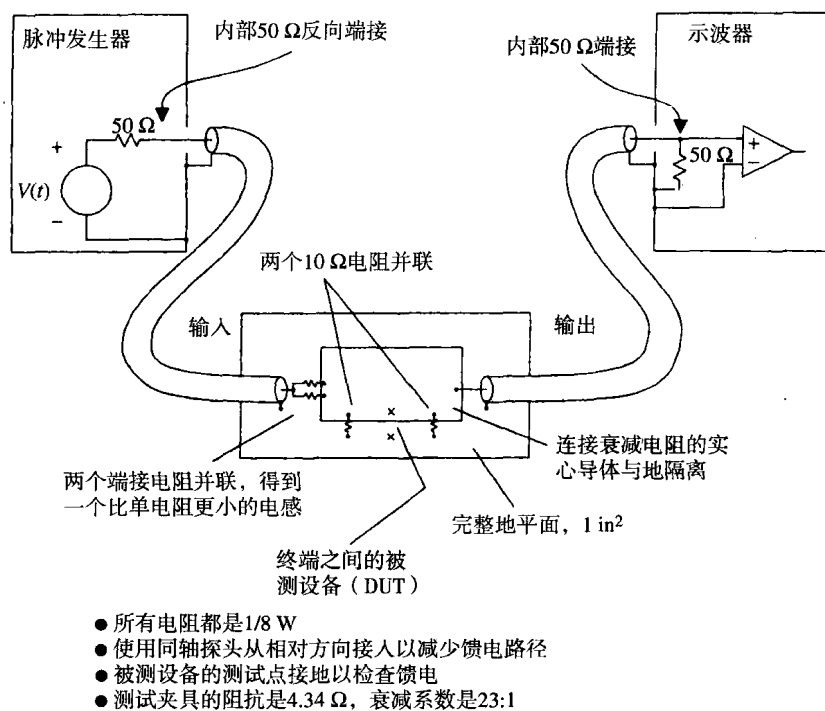 脉冲发生器
内部50 Ω反向端接
内部50 Ω端接
示波器
50 Ω
+
V(t)
−
50 Ω
+
−
两个10 Ω电阻并联
输入
输出
×
×
两个端接电阻并联，得到
一个比单电阻更小的电感
连接衰减电阻的实
心导体与地隔离
完整地平面，1 in²
终端之间的被
测设备（DUT）
● 所有电阻都是1/8 W
● 使用同轴探头从相对方向接入以减少馈电路径
● 被测设备的测试点接地以检查馈电
● 测试夹具的阻抗是4.34 Ω，衰减系数是23:1